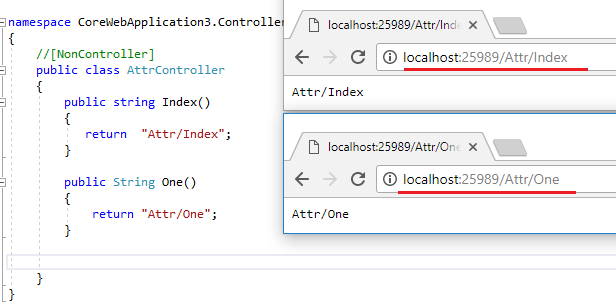 namespace CoreWebApplication3.Controller
{
//[NonController]
public class AttrController
{
public string Index()
{
return "Attr/Index";
}
public String One()
{
return "Attr/One";
}
}
}
localhost:25989/Attr/Inde
localhost:25989/Attr/Index
Attr/Index
localhost:25989/Attr/One
localhost:25989/Attr/One
Attr/One